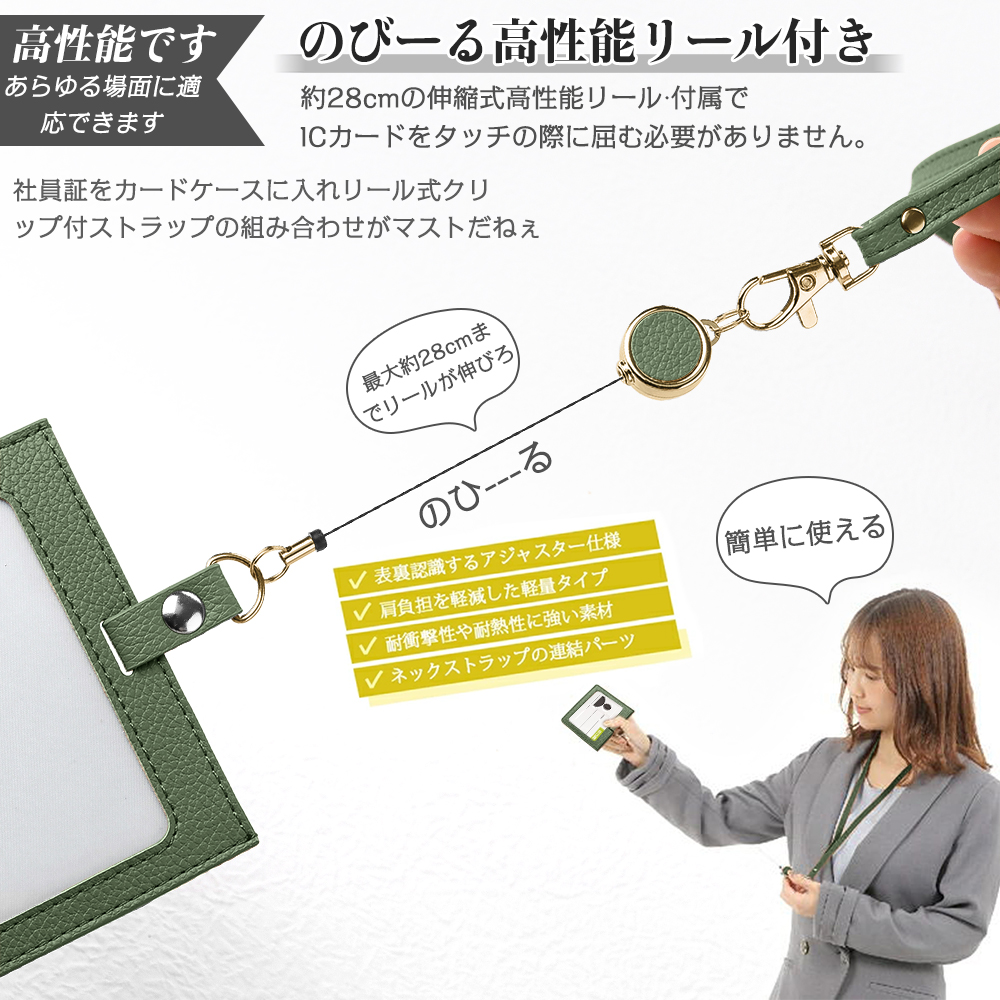 高性能です
あらゆる場面に適
応できます
のびーる高性能リール付き
約28cmの伸縮式高性能リール·付属で
ICカードをタッチの際に屈む必要がありません。
社員証をカードケースに入れリール式クリ
ップ付ストラップの組み合わせがマストだねぇ
最大約28cmま
でリールが伸びろ
のひ---る
簡単に使える
✓ 表裏認識するアジャスター仕様
✓ 肩負担を軽減した軽量タイプ
✓ 耐衝撃性や耐熱性に強い素材
✓ ネックストラップの連結パーツ